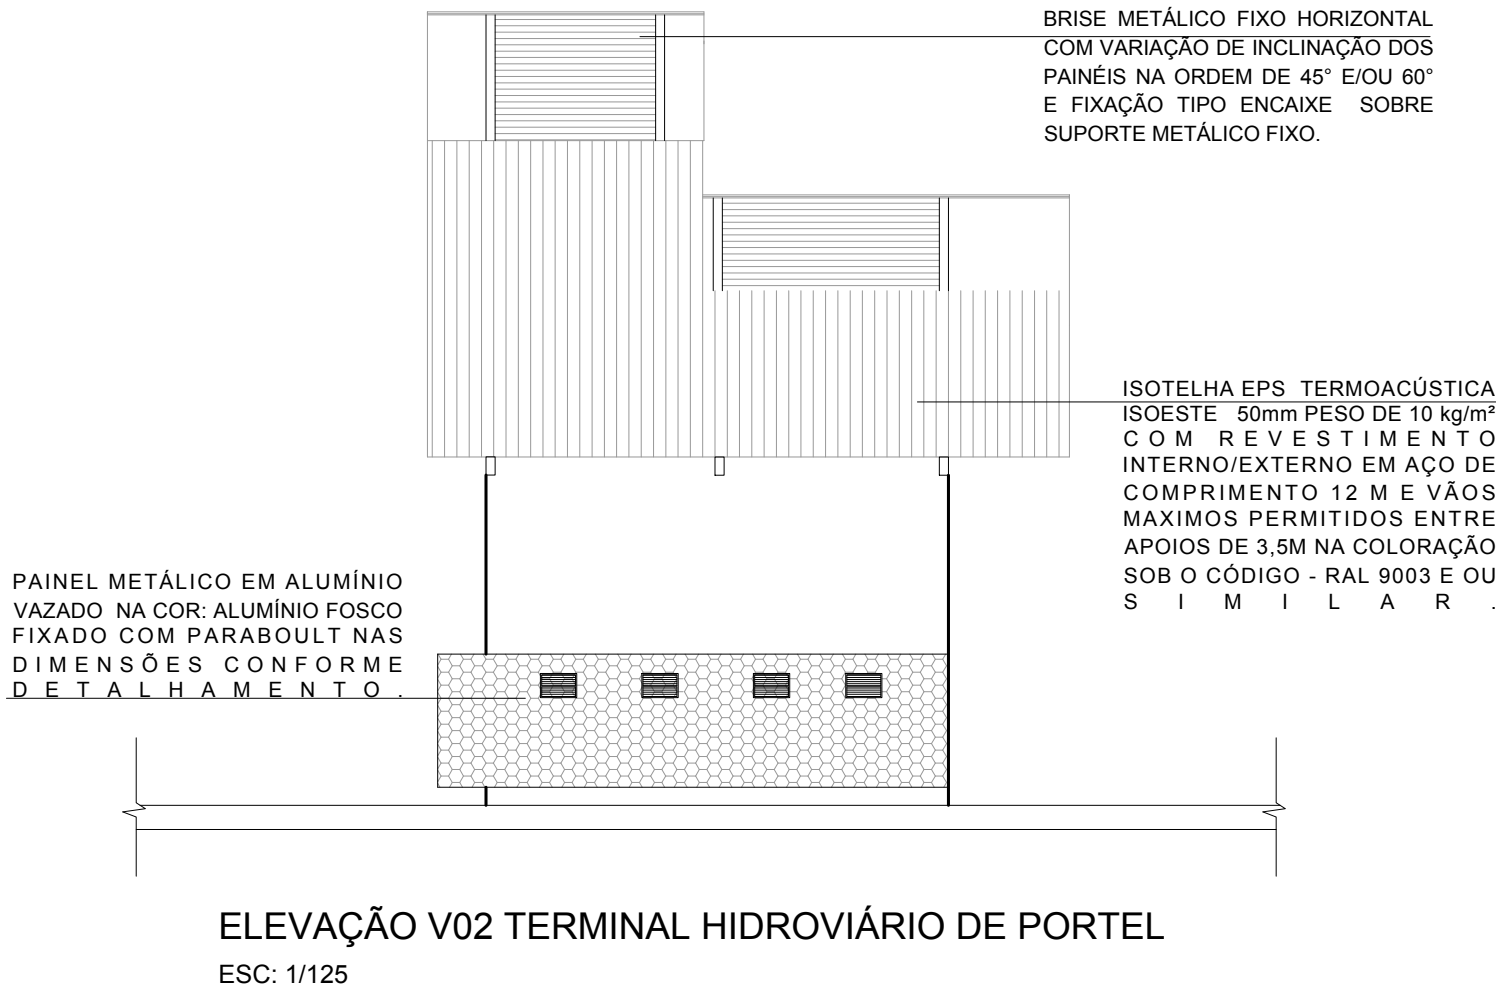 BRISE METÁLICO FIXO HORIZONTAL
COM VARIAÇÃO DE INCLINAÇÃO DOS
PAINÉIS NA ORDEM DE 45° E/OU 60°
E FIXAÇÃO TIPO ENCAIXE SOBRE
SUPORTE METÁLICO FIXO.
ISOTELHA EPS TERMOACÚSTICA
ISOESTE 50mm PESO DE 10 kg/m²
COM REVESTIMENTO
INTERNO/EXTERNO EM AÇO DE
COMPRIMENTO 12 M E VÃOS
MAXIMOS PERMITIDOS ENTRE
APOIOS DE 3,5M NA COLORAÇÃO
SOB O CÓDIGO - RAL 9003 E OU
SIMILAR.
PAINEL METÁLICO EM ALUMÍNIO
VAZADO NA COR: ALUMÍNIO FOSCO
FIXADO COM PARABOULT NAS
DIMENSÕES CONFORME
DETALHAMENTO.
ELEVAÇÃO V02 TERMINAL HIDROVIÁRIO DE PORTEL
ESC: 1/125